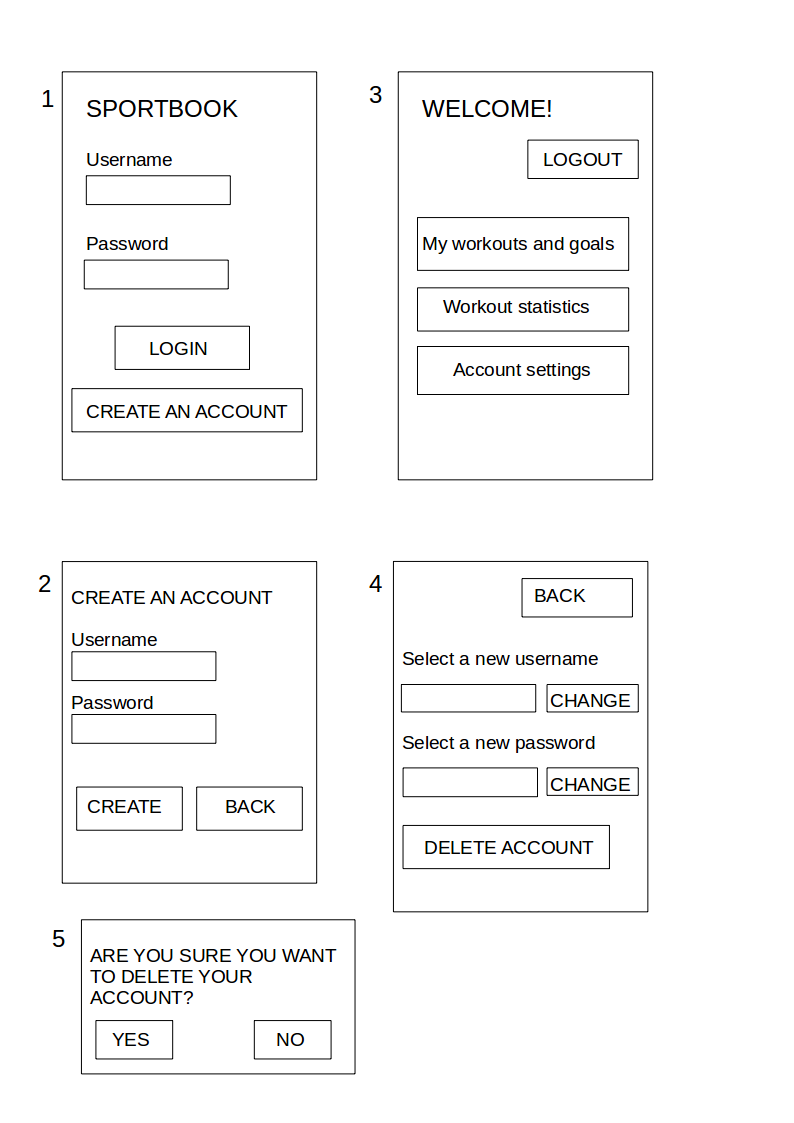 1
SPORTBOOK
Username
Password
LOGIN
CREATE AN ACCOUNT
3
WELCOME!
LOGOUT
My workouts and goals
Workout statistics
Account settings
2
CREATE AN ACCOUNT
Username
Password
CREATE
BACK
4
BACK
Select a new username
CHANGE
Select a new password
CHANGE
DELETE ACCOUNT
5
ARE YOU SURE YOU WANT
TO DELETE YOUR
ACCOUNT?
YES
NO